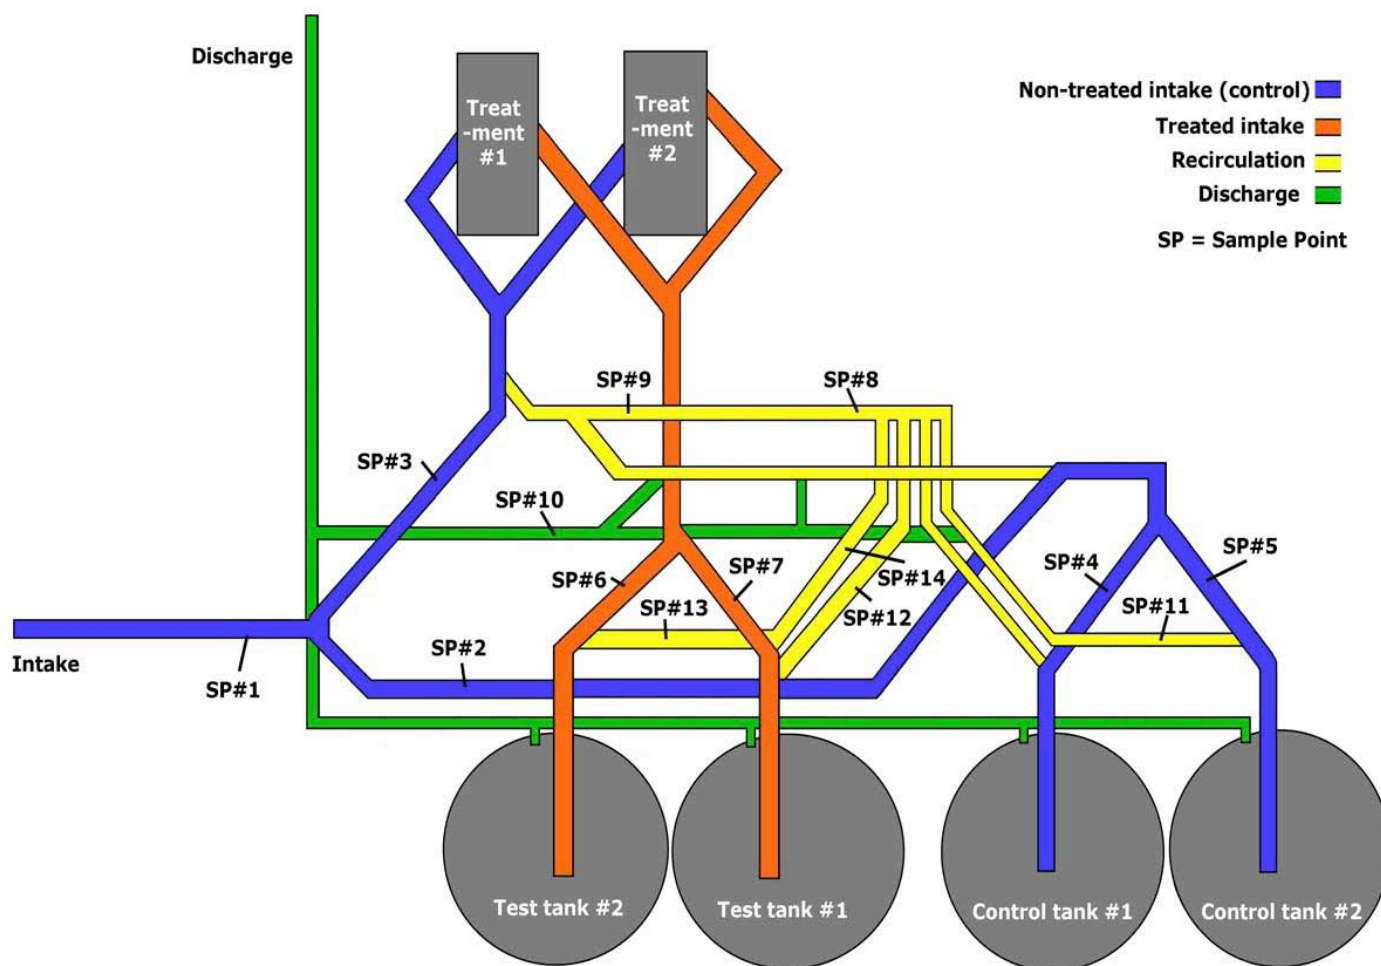 Discharge
Treat
-ment
#1
Treat
-ment
#2
Non-treated intake (control)
Treated intake
Recirculation
Discharge
SP = Sample Point
SP#9
SP#8
SP#3
SP#10
SP#6
SP#7
SP#14
SP#4
SP#5
SP#13
SP#12
SP#11
Intake
SP#1
SP#2
Test tank #2
Test tank #1
Control tank #1
Control tank #2